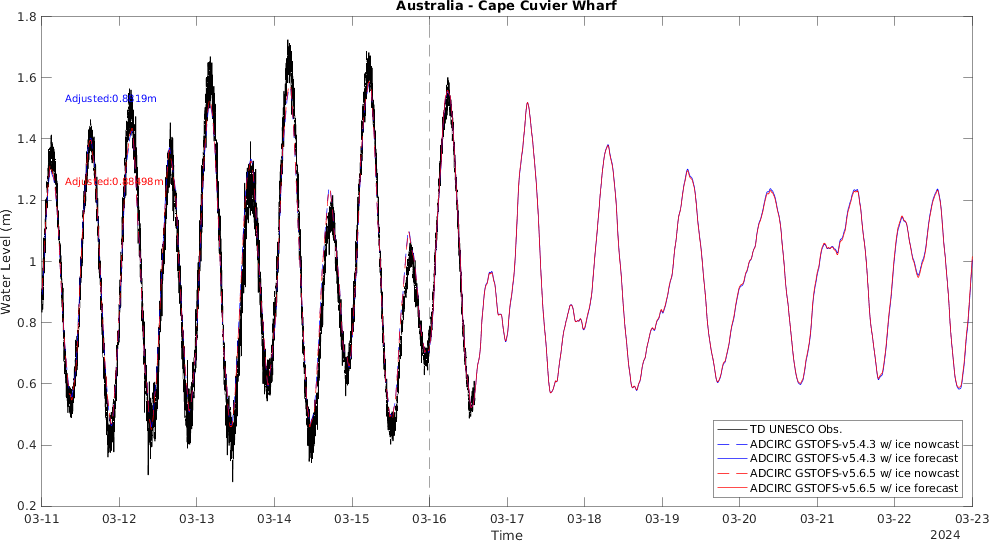 Australia - Cape Cuvier Wharf
1.8
1.6
1.4
1.2
1
0.8
0.6
0.4
0.2
Water Level (m)
Adjusted:0.8319m
Adjusted:0.88498m
TD UNESCO Obs.
ADCIRC GSTOFS-v5.4.3 w/ ice nowcast
ADCIRC GSTOFS-v5.4.3 w/ ice forecast
ADCIRC GSTOFS-v5.6.5 w/ ice nowcast
ADCIRC GSTOFS-v5.6.5 w/ ice forecast
03-11 03-12 03-13 03-14 03-15 03-16 03-17 03-18 03-19 03-20 03-21 03-22 03-23
Time
2024